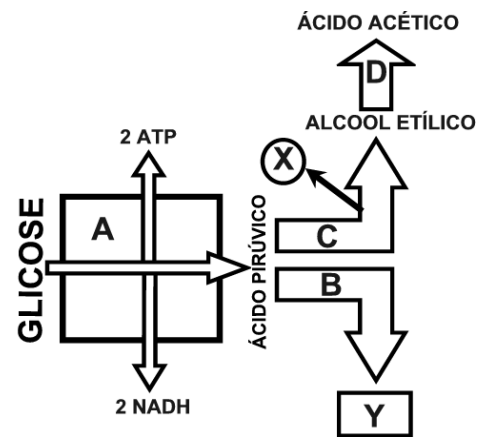 ÁCIDO ACÉTICO
D
ALCOOL ETÍLICO
2 ATP
X
GLICOSE
A
ÁCIDO PIRÚVICO
C
B
2 NADH
Y